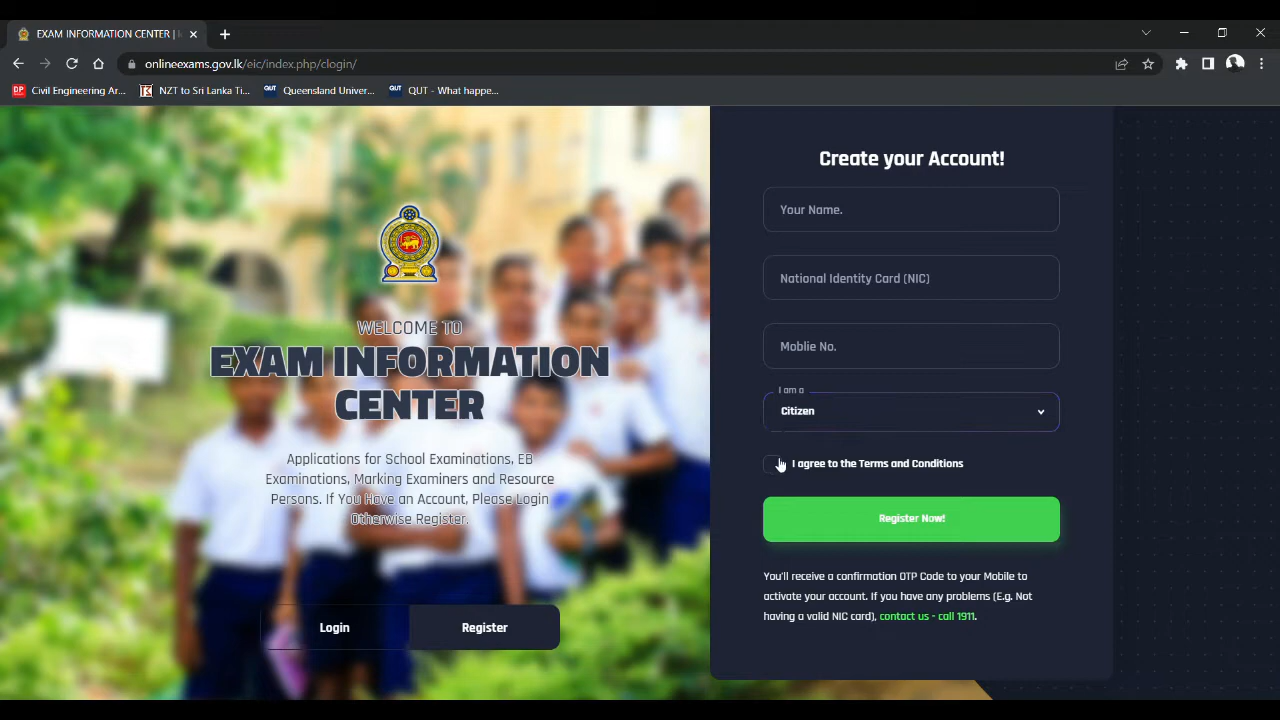 EXAM INFORMATION CENTER |
onlineexams.gov.lk/eic/index.php/clogin/
Civil Engineering Ar...
NZT to Sri Lanka Ti...
Queensland Univer...
QUT - What happe...
WELCOME TO
EXAM INFORMATION
CENTER
Applications for School Examinations, EB
Examinations, Marking Examiners and Resource
Persons. If You Have an Account, Please Login
Otherwise Register.
Login
Register
Create your Account!
Your Name.
National Identity Card (NIC)
Moblie No.
I am a
Citizen
I agree to the Terms and Conditions
Register Now!
You'll receive a confirmation OTP Code to your Mobile to
activate your account. If you have any problems (E.g. Not
having a valid NIC card), contact us - call 1911.